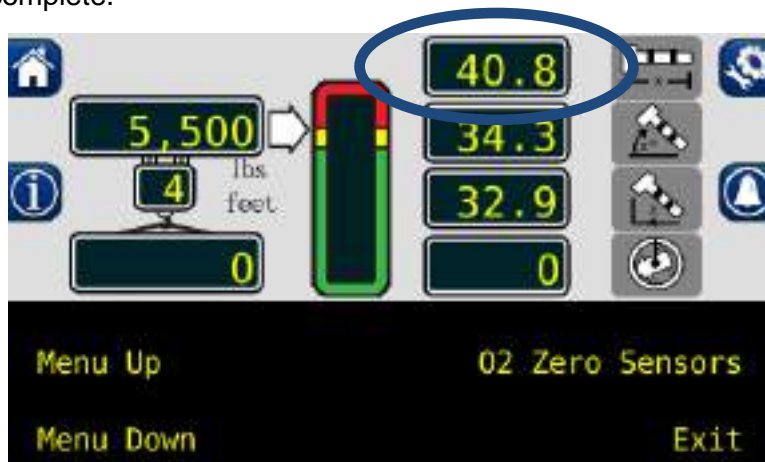 complete.
40.8
5,500
34.3
lbs
4
feet
32.9
0
0
Menu Up 02 Zero Sensors
Menu Down Exit